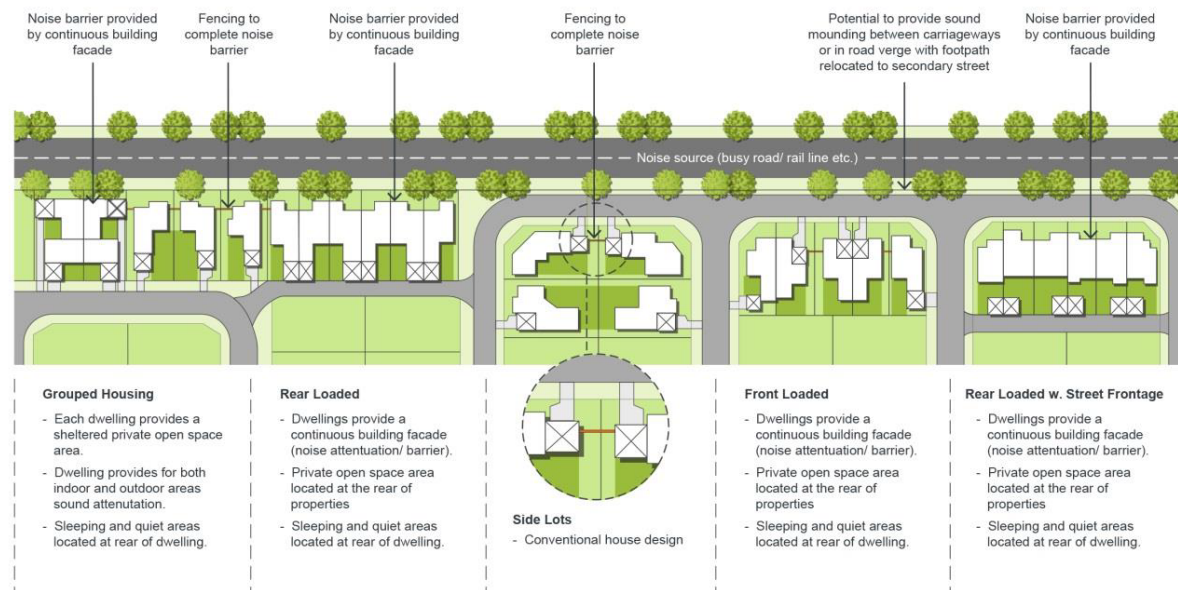 Noise barrier provided
by continuous building
facade
Fencing to
complete noise
barrier
Noise barrier provided
by continuous building
facade
Fencing to
complete noise
barrier
Potential to provide sound
mounding between carriageways
or in road verge with footpath
relocated to secondary street
Noise barrier provided
by continuous building
facade
Noise source (busy road/ rail line etc.)
Grouped Housing
- Each dwelling provides a
sheltered private open space
area.
- Dwelling provides for both
indoor and outdoor areas
sound attenutation.
- Sleeping and quiet areas
located at rear of dwelling.
Rear Loaded
- Dwellings provide a
continuous building facade
(noise attentuation/ barrier).
- Private open space area
located at the rear of
properties
- Sleeping and quiet areas
located at rear of dwelling.
Side Lots
- Conventional house design
Front Loaded
- Dwellings provide a
continuous building facade
(noise attentuation/ barrier).
- Private open space area
located at the rear of
properties
- Sleeping and quiet areas
located at rear of dwelling.
Rear Loaded w. Street Frontage
- Dwellings provide a
continuous building facade
(noise attentuation/ barrier).
- Private open space area
located at the rear of
properties
- Sleeping and quiet areas
located at rear of dwelling.